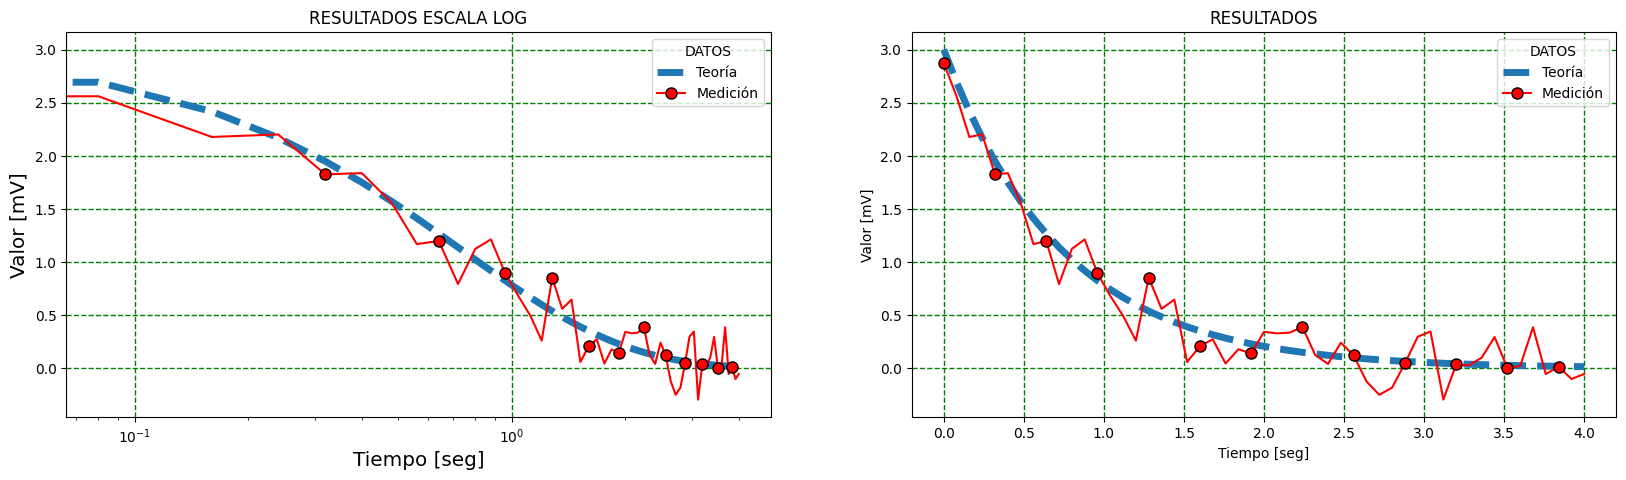 RESULTADOS ESCALA LOG
3.0
2.5
2.0
1.5
1.0
0.5
0.0
Valor [mV]
DATOS
Teoría
Medición
10⁻¹
10⁰
Tiempo [seg]
RESULTADOS
3.0
2.5
2.0
1.5
1.0
0.5
0.0
Valor [mV]
DATOS
Teoría
Medición
0.0 0.5 1.0 1.5 2.0 2.5 3.0 3.5 4.0
Tiempo [seg]